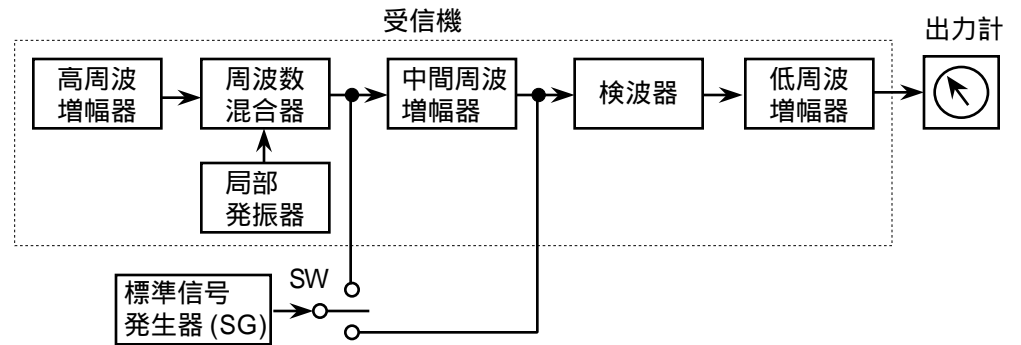 受信機
出力計
高周波
増幅器
周波数
混合器
中間周波
増幅器
検波器
低周波
増幅器
局部
発振器
SW
標準信号
発生器 (SG)